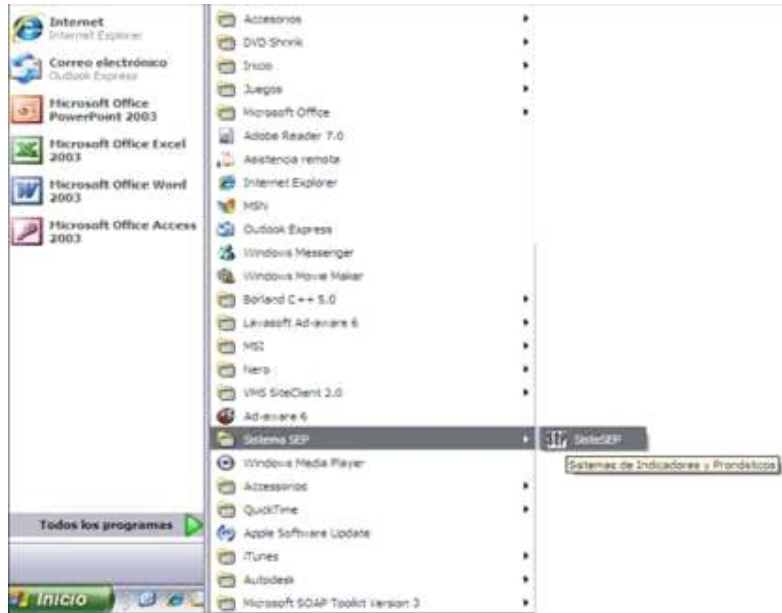 Internet
Internet Explorer
Correo electrónico
Outlook Express
Microsoft Office
PowerPoint 2003
Microsoft Office Excel
2003
Microsoft Office Word
2003
Microsoft Office Access
2003
Todos los programas
Inicio
Accesorios
DVD Shrink
Inicio
Juegos
Microsoft Office
Adobe Reader 7.0
Asistencia remota
Internet Explorer
MSN
Outlook Express
Windows Messenger
Windows Movie Maker
Borland C++ 5.0
Lavasoft Ad-aware 6
MSI
Nero
VMS SiteClient 2.0
Ad-aware 6
Sistema SEP
Windows Media Player
Accessories
QuickTime
Apple Software Update
iTunes
Autodesk
Microsoft SOAP Toolkit Version 3
SisteSEP
Sistemas de Indicadores y Pronósticos